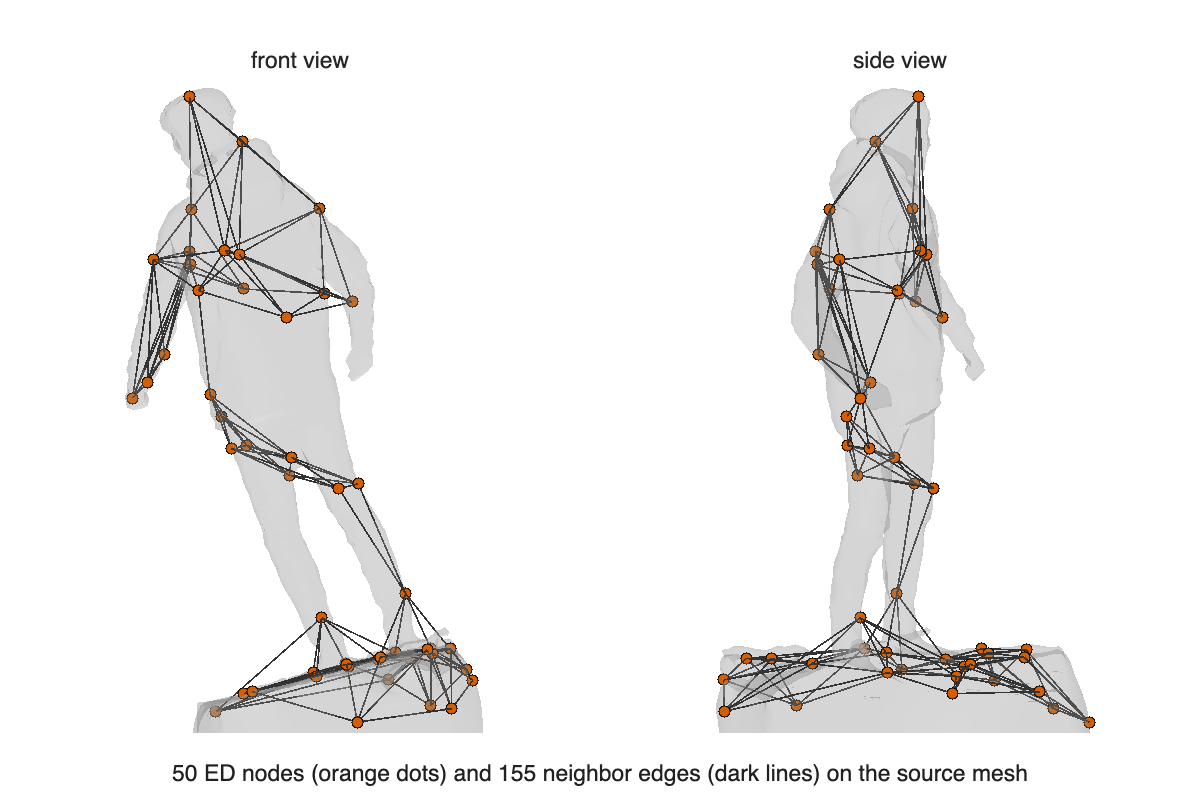 front view
side view
50 ED nodes (orange dots) and 155 neighbor edges (dark lines) on the source mesh